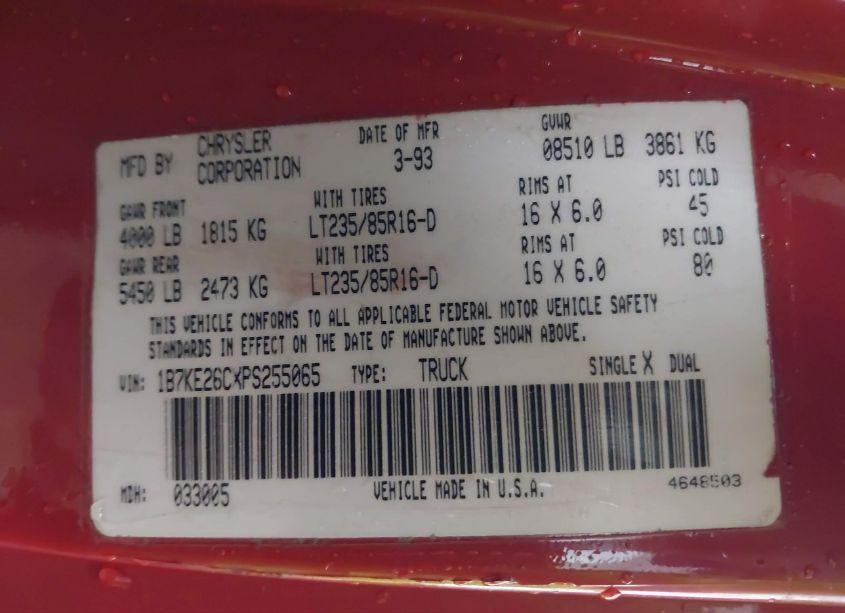 MFD BY CHRYSLER CORPORATION DATE OF MFR 3-93 GVWR 08510 LB 3861 KG
GAWR FRONT WITH TIRES RIMS AT PSI COLD
4000 LB 1815 KG LT235/85R16-D 16 X 6.0 45
GAWR REAR WITH TIRES RIMS AT PSI COLD
5450 LB 2473 KG LT235/85R16-D 16 X 6.0 80
THIS VEHICLE CONFORMS TO ALL APPLICABLE FEDERAL MOTOR VEHICLE SAFETY
STANDARDS IN EFFECT ON THE DATE OF MANUFACTURE SHOWN ABOVE.
VIN: 1B7KE26CXPS255065 TYPE: TRUCK SINGLE X DUAL
MDH: 033005 VEHICLE MADE IN U.S.A. 4648503